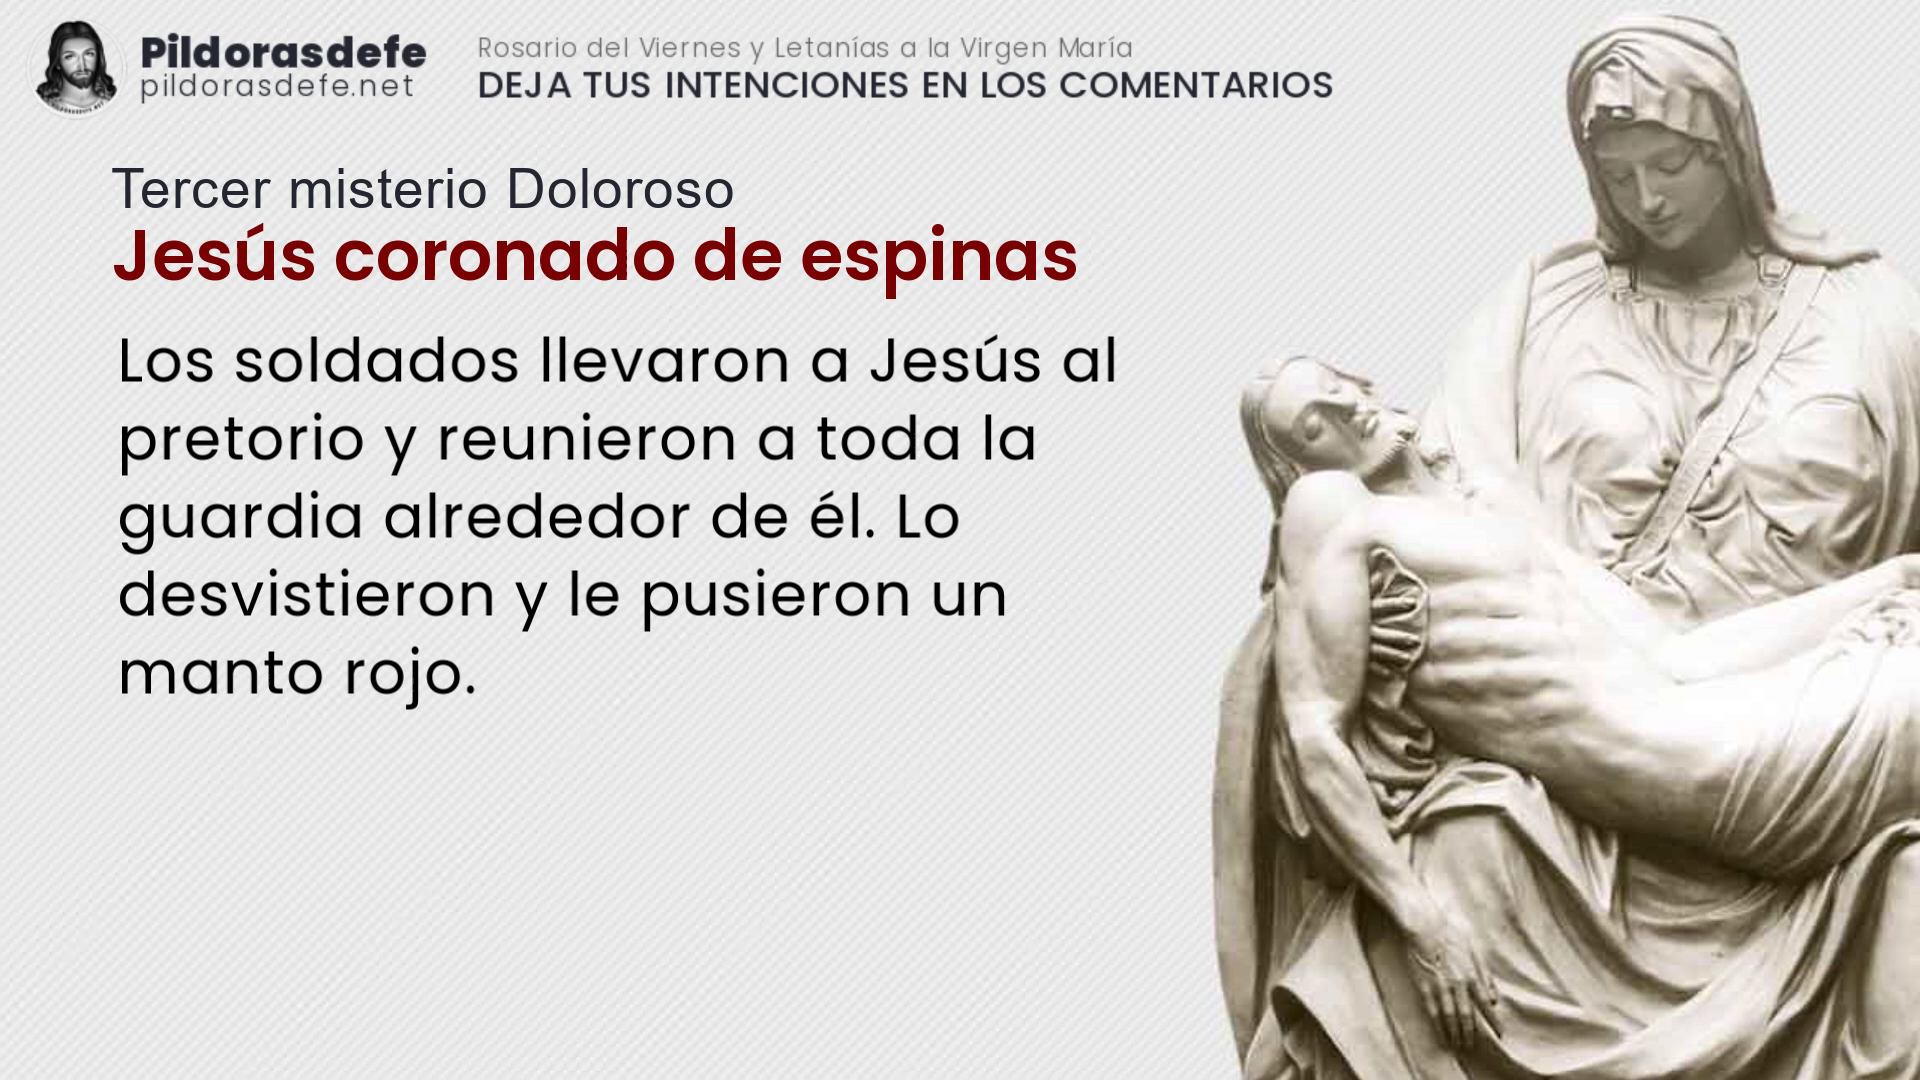 Pildorasdefe
pildorasdefe.net
Rosario del Viernes y Letanías a la Virgen María
DEJA TUS INTENCIONES EN LOS COMENTARIOS
Tercer misterio Doloroso
Jesús coronado de espinas
Los soldados llevaron a Jesús al
pretorio y reunieron a toda la
guardia alrededor de él. Lo
desvistieron y le pusieron un
manto rojo.